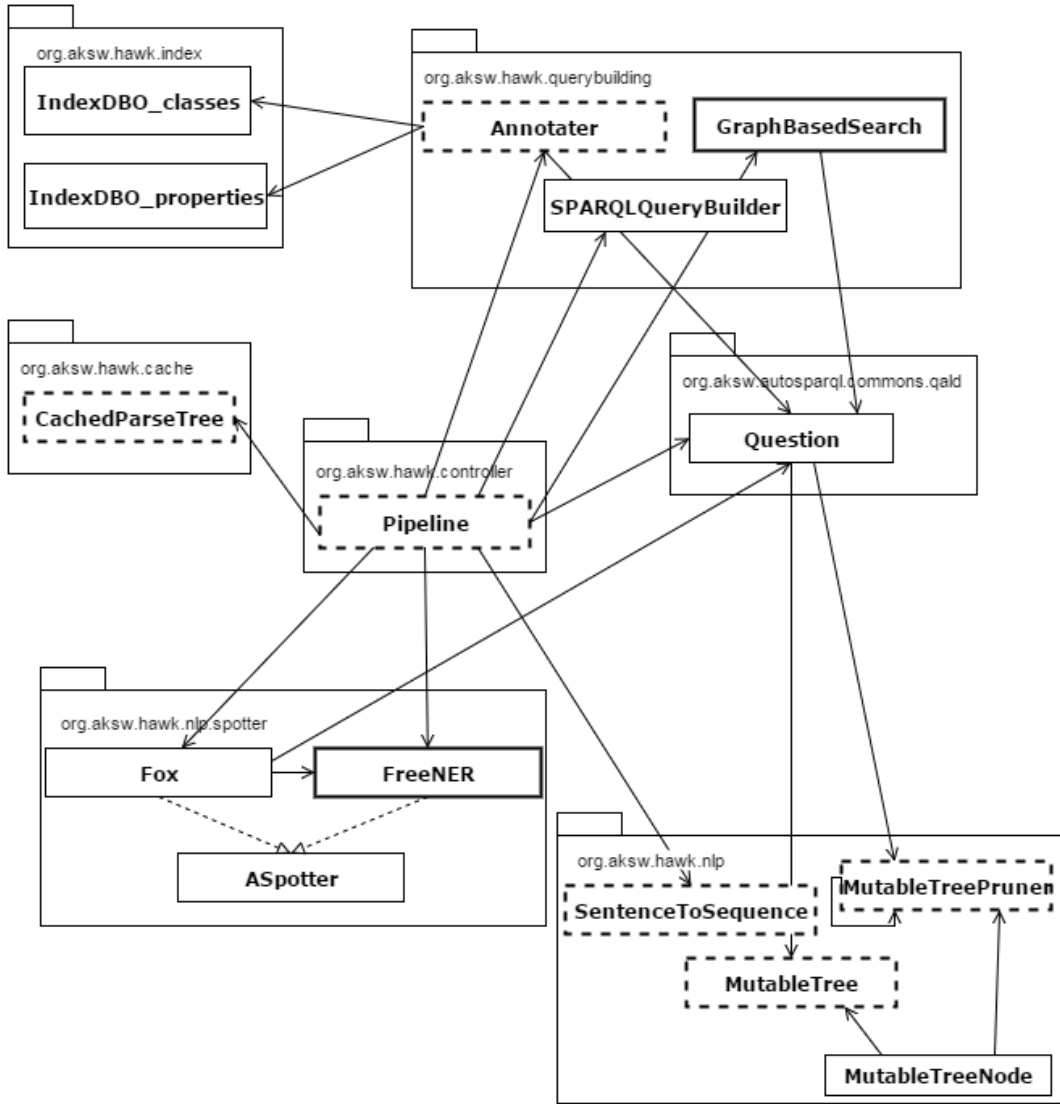 org.aksw.hawk.index
IndexDBO_classes
IndexDBO_properties
org.aksw.hawk.querybuilding
Annotater
GraphBasedSearch
SPARQLQueryBuilder
org.aksw.hawk.cache
CachedParseTree
org.aksw.autosparql.commons.qald
Question
org.aksw.hawk.controller
Pipeline
org.aksw.hawk.nlp.spotter
Fox
FreeNER
ASpotter
org.aksw.hawk.nlp
MutableTreePruner
SentenceToSequence
MutableTree
MutableTreeNode